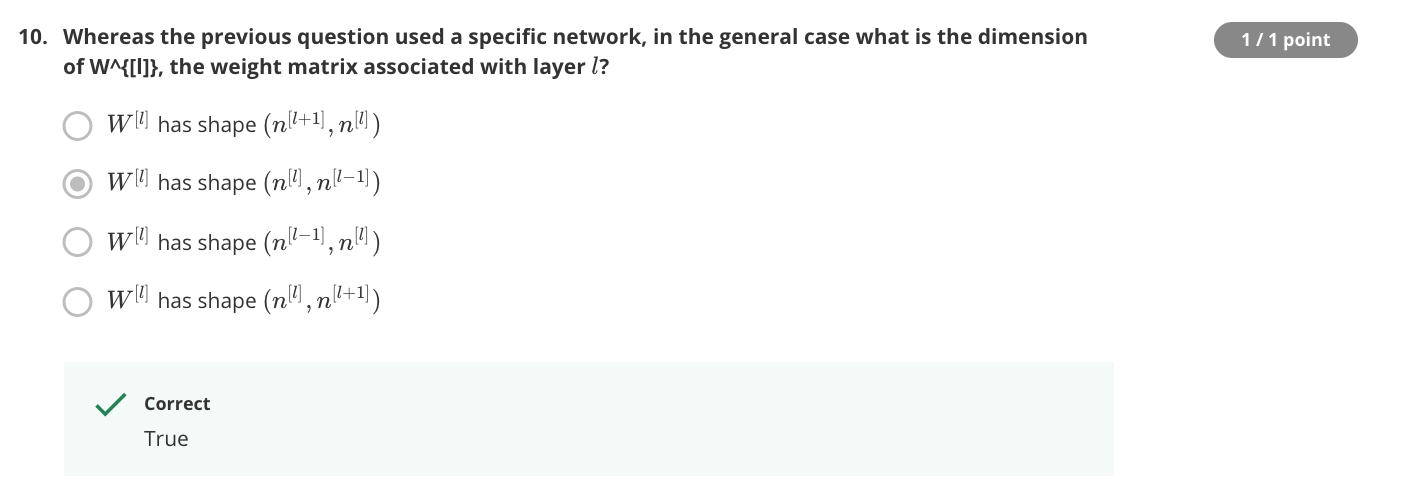 10. Whereas the previous question used a specific network, in the general case what is the dimension
of W^{[l]}, the weight matrix associated with layer l?
1 / 1 point
W^{[l]} has shape (n^{[l+1]}, n^{[l]})
W^{[l]} has shape (n^{[l]}, n^{[l−1]})
W^{[l]} has shape (n^{[l−1]}, n^{[l]})
W^{[l]} has shape (n^{[l]}, n^{[l+1]})
Correct
True